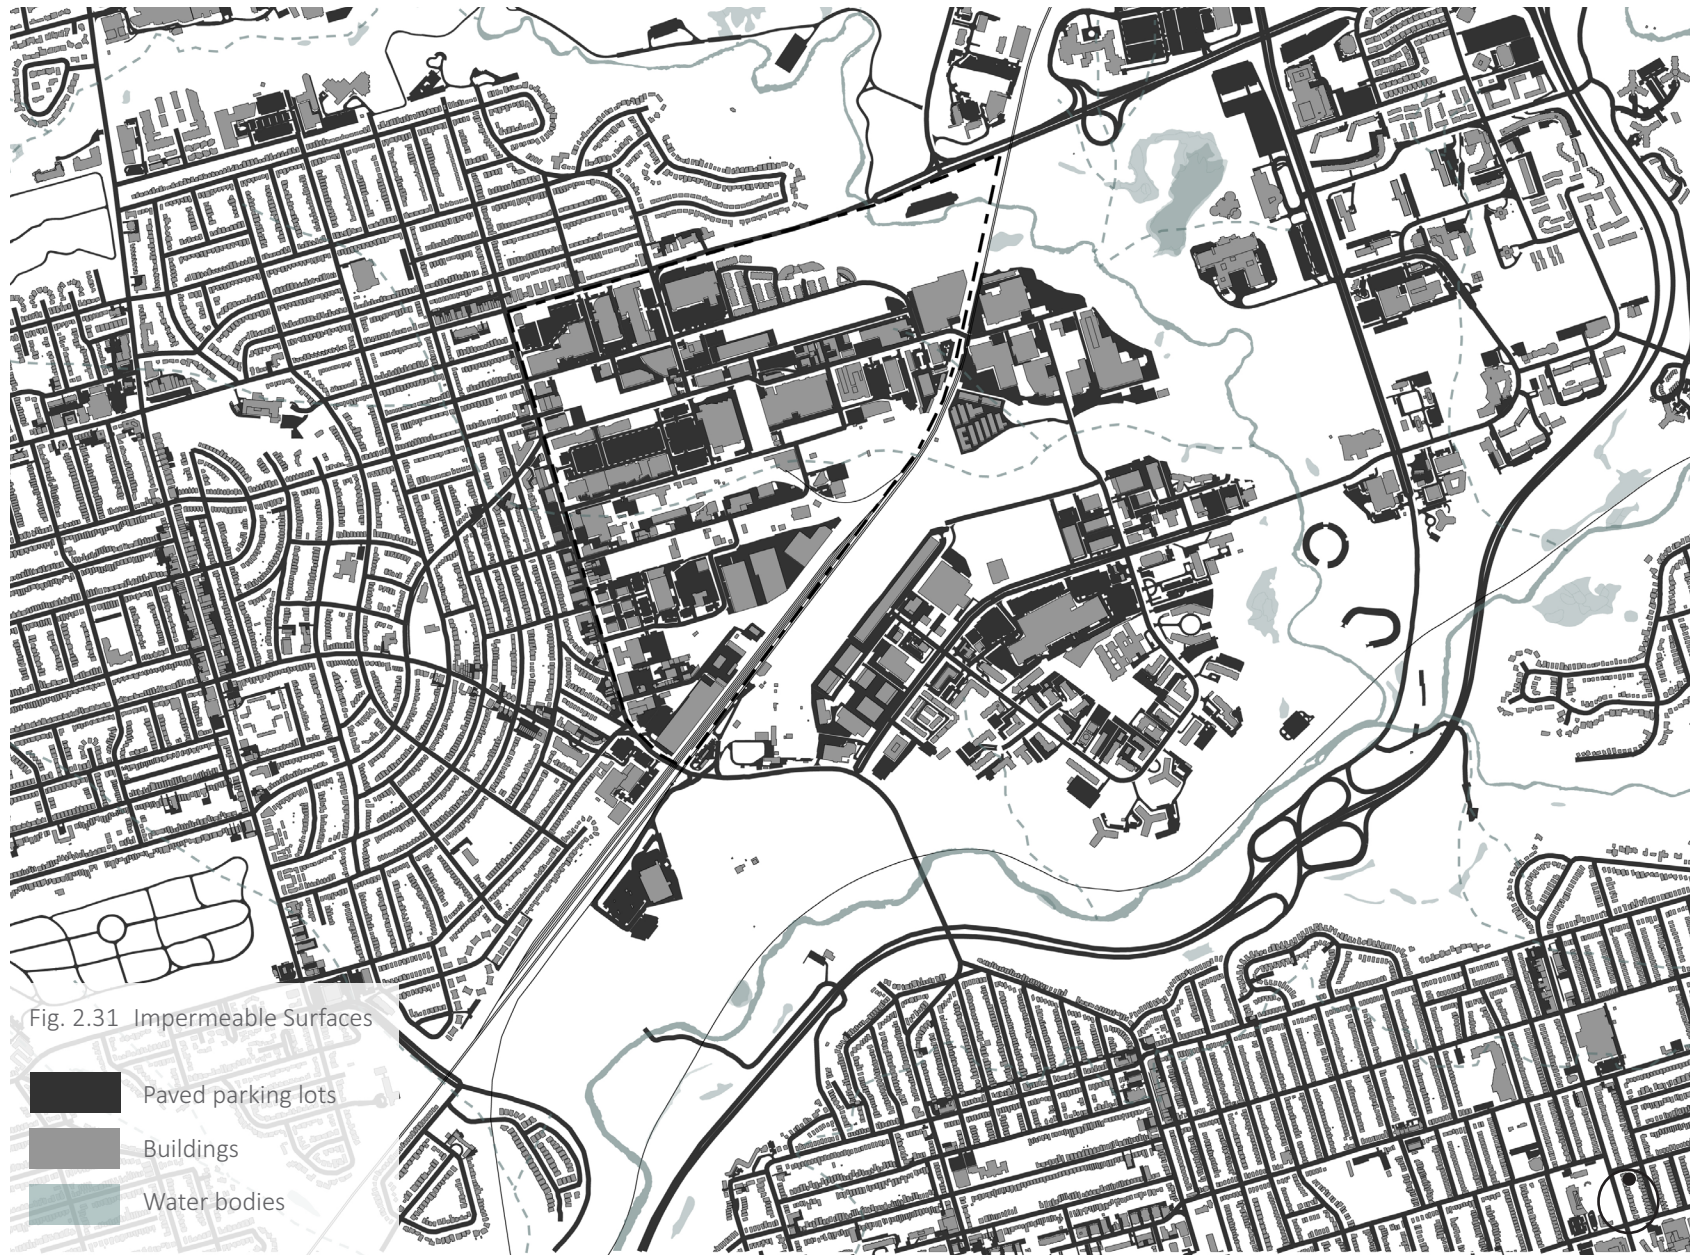 Fig. 2.31 Impermeable Surfaces
Paved parking lots
Buildings
Water bodies